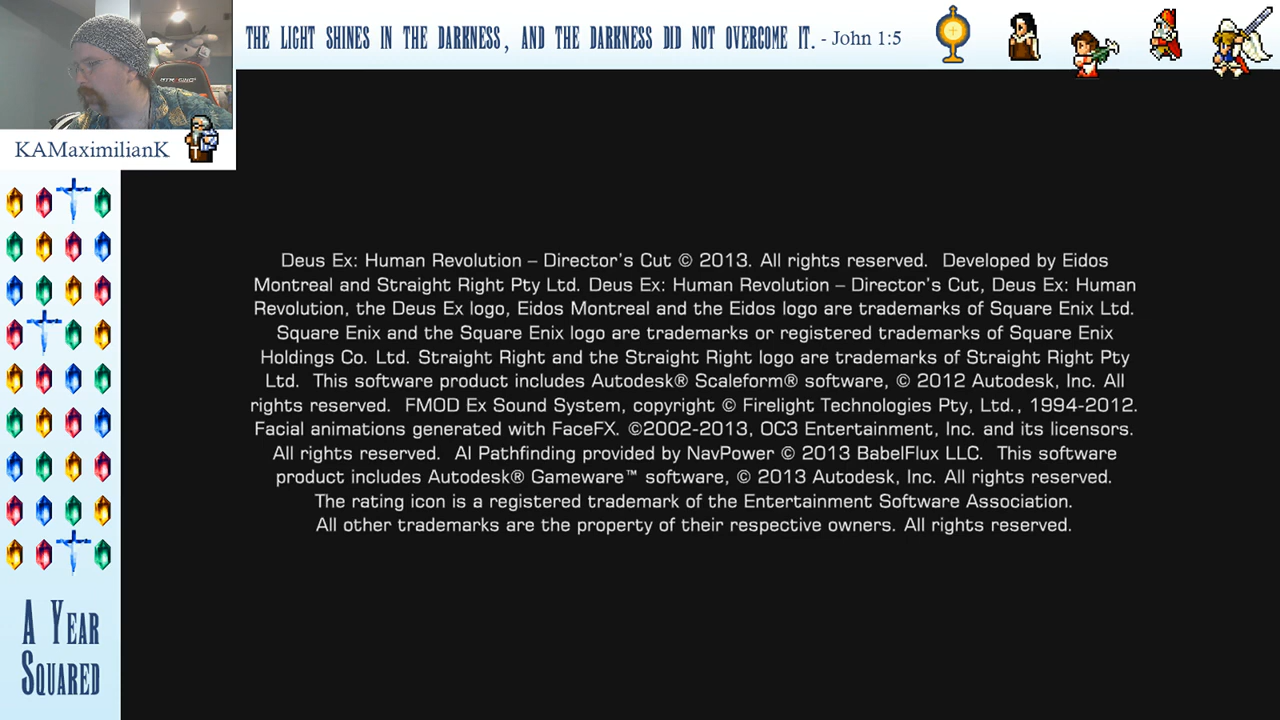 THE LIGHT SHINES IN THE DARKNESS, AND THE DARKNESS DID NOT OVERCOME IT. - John 1:5
KAMaximilianK
Deus Ex: Human Revolution – Director's Cut © 2013. All rights reserved. Developed by Eidos
Montreal and Straight Right Pty Ltd. Deus Ex: Human Revolution – Director's Cut, Deus Ex: Human
Revolution, the Deus Ex logo, Eidos Montreal and the Eidos logo are trademarks of Square Enix Ltd.
Square Enix and the Square Enix logo are trademarks or registered trademarks of Square Enix
Holdings Co. Ltd. Straight Right and the Straight Right logo are trademarks of Straight Right Pty
Ltd. This software product includes Autodesk® Scaleform® software, © 2012 Autodesk, Inc. All
rights reserved. FMOD Ex Sound System, copyright © Firelight Technologies Pty, Ltd., 1994-2012.
Facial animations generated with FaceFX. ©2002-2013, OC3 Entertainment, Inc. and its licensors.
All rights reserved. AI Pathfinding provided by NavPower © 2013 BabelFlux LLC. This software
product includes Autodesk® Gameware™ software, © 2013 Autodesk, Inc. All rights reserved.
The rating icon is a registered trademark of the Entertainment Software Association.
All other trademarks are the property of their respective owners. All rights reserved.
A YEAR
SQUARED